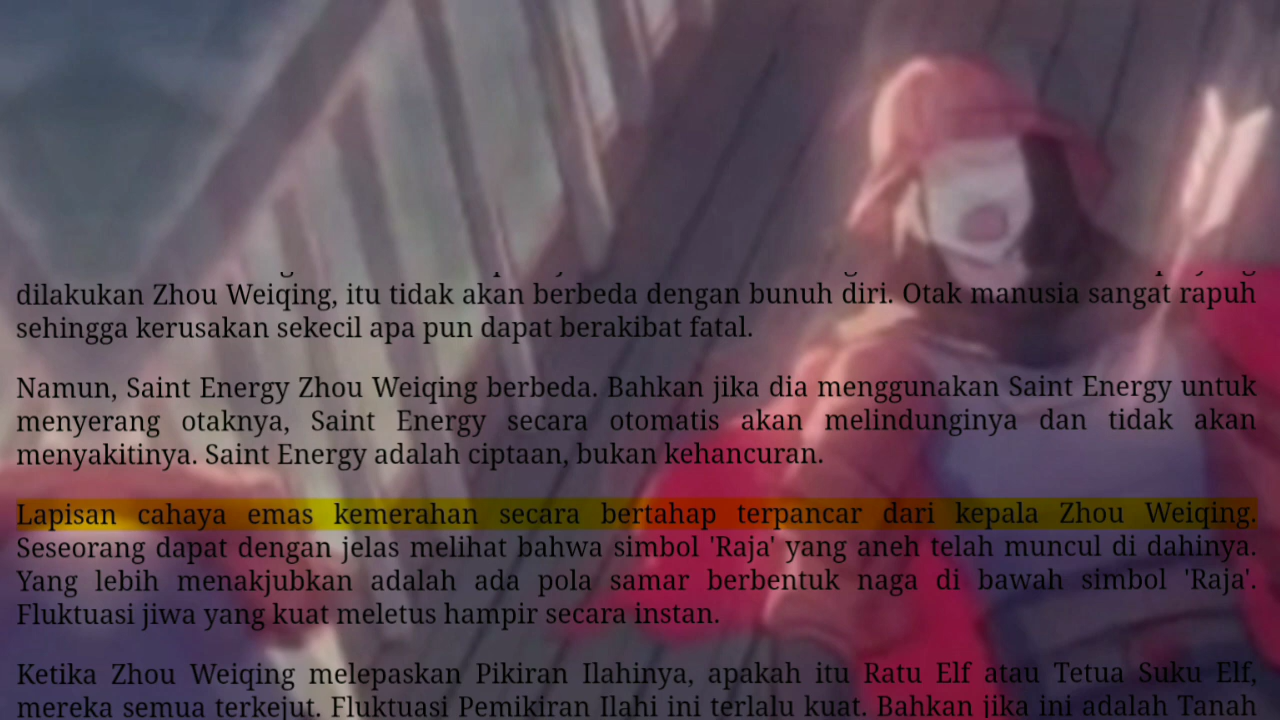 dilakukan Zhou Weiqing, itu tidak akan berbeda dengan bunuh diri. Otak manusia sangat rapuh
sehingga kerusakan sekecil apa pun dapat berakibat fatal.
Namun, Saint Energy Zhou Weiqing berbeda. Bahkan jika dia menggunakan Saint Energy untuk
menyerang otaknya, Saint Energy secara otomatis akan melindunginya dan tidak akan
menyakitinya. Saint Energy adalah ciptaan, bukan kehancuran.
Lapisan cahaya emas kemerahan secara bertahap terpancar dari kepala Zhou Weiqing.
Seseorang dapat dengan jelas melihat bahwa simbol 'Raja' yang aneh telah muncul di dahinya.
Yang lebih menakjubkan adalah ada pola samar berbentuk naga di bawah simbol 'Raja'.
Fluktuasi jiwa yang kuat meletus hampir secara instan.
Ketika Zhou Weiqing melepaskan Pikiran Ilahinya, apakah itu Ratu Elf atau Tetua Suku Elf,
mereka semua terkejut. Fluktuasi Pemikiran Ilahi ini terlalu kuat. Bahkan jika ini adalah Tanah